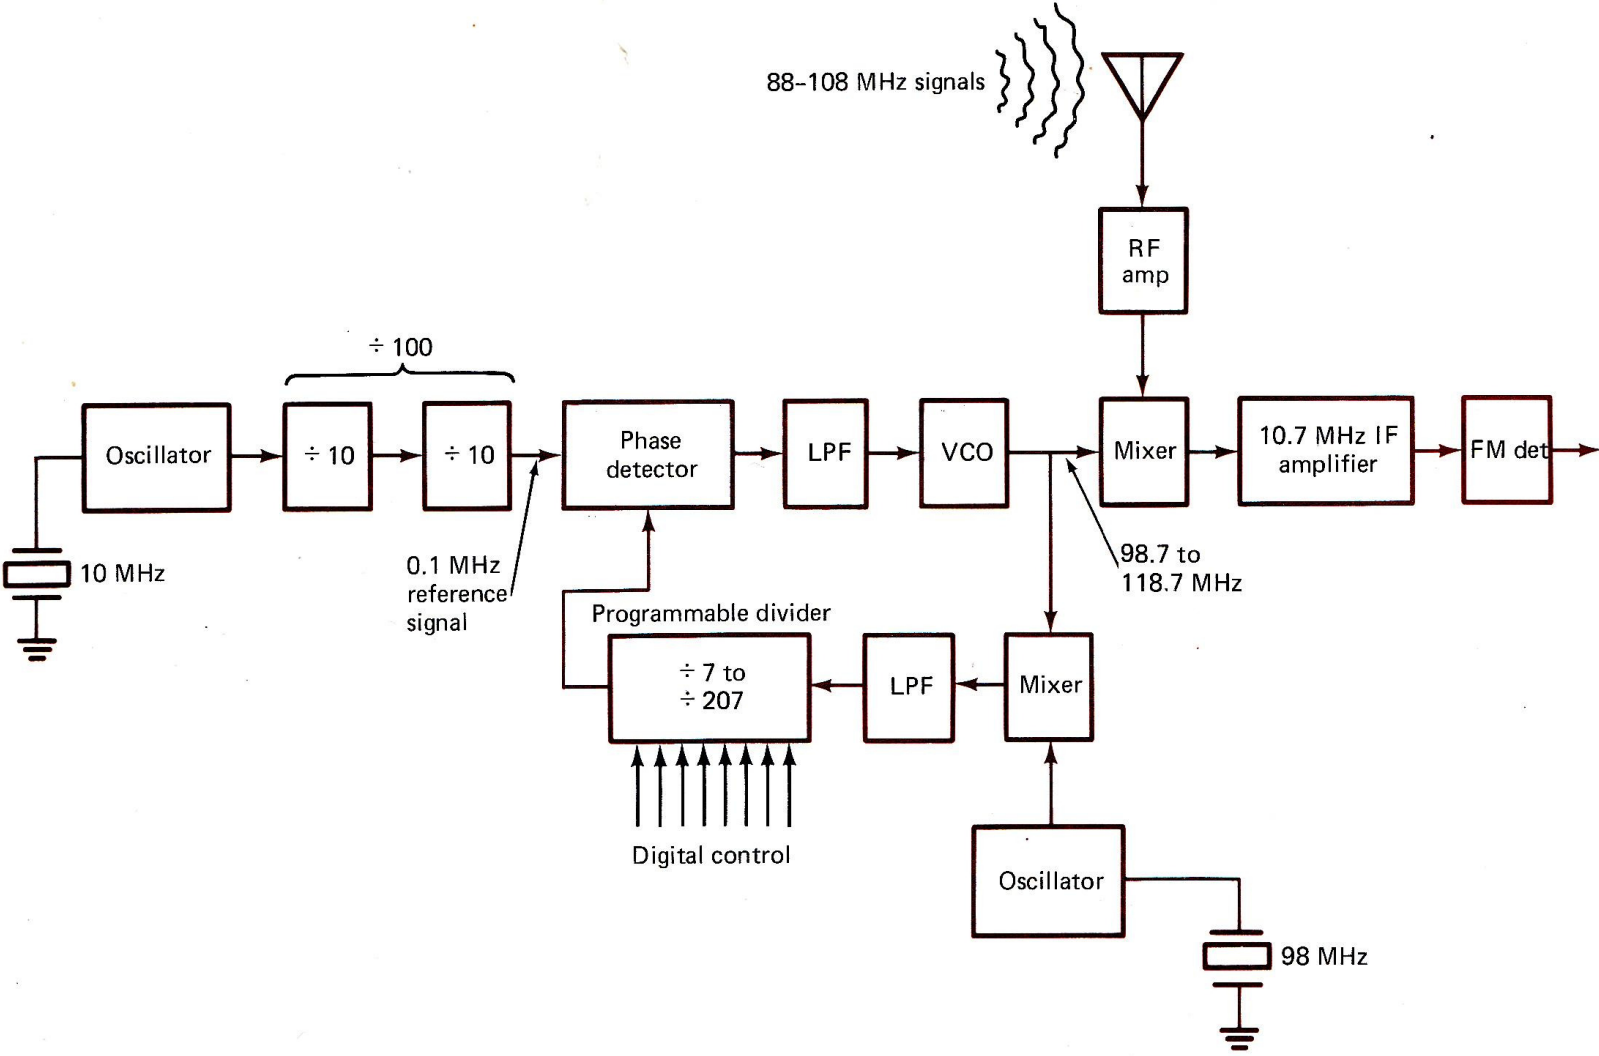 88–108 MHz signals
RF
amp
÷ 100
Oscillator
÷ 10
÷ 10
Phase
detector
LPF
VCO
Mixer
10.7 MHz IF
amplifier
FM det
10 MHz
0.1 MHz
reference
signal
98.7 to
118.7 MHz
Programmable divider
÷ 7 to
÷ 207
LPF
Mixer
Digital control
Oscillator
98 MHz